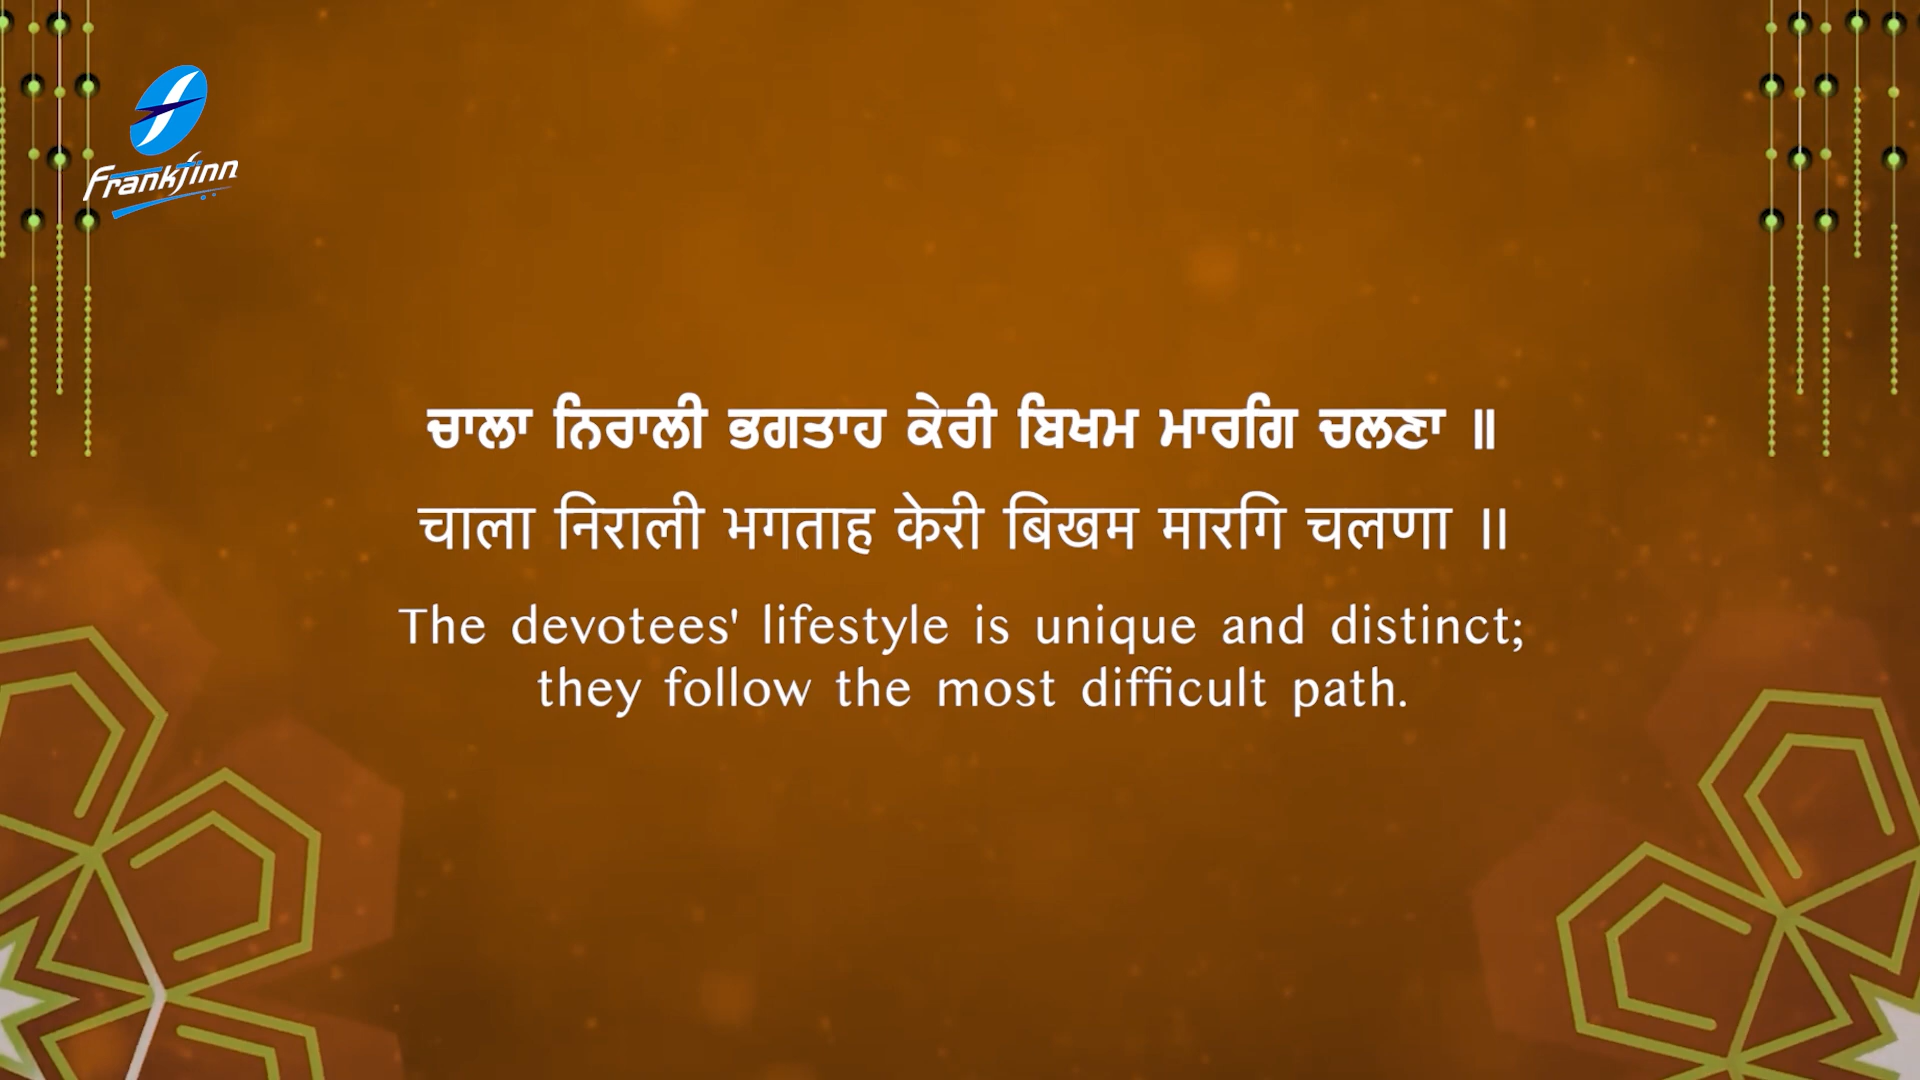 Frankfinn
ਚਾਲਾ ਨਿਰਾਲੀ ਭਗਤਾਹ ਕੇਰੀ ਬਿਖਮ ਮਾਰਗਿ ਚਲਣਾ ॥
चाला निराली भगताह केरी बिखम मारगि चलणा ॥
The devotees' lifestyle is unique and distinct;
they follow the most difficult path.